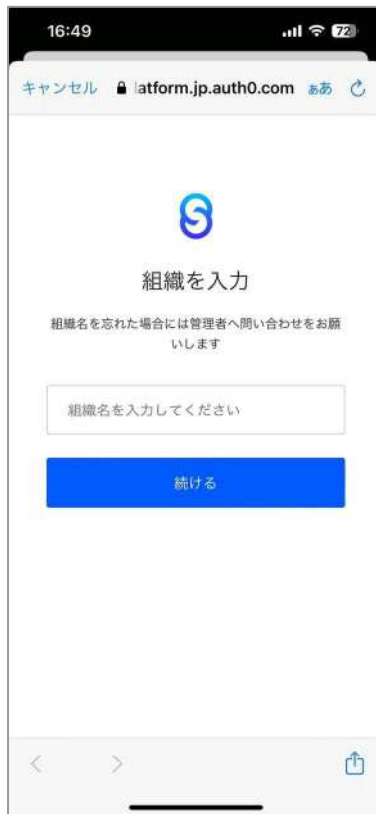 16:49
72
キャンセル
latform.jp.auth0.com
ぁあ
組織を入力
組織名を忘れた場合には管理者へ問い合わせをお願
いします
組織名を入力してください
続ける